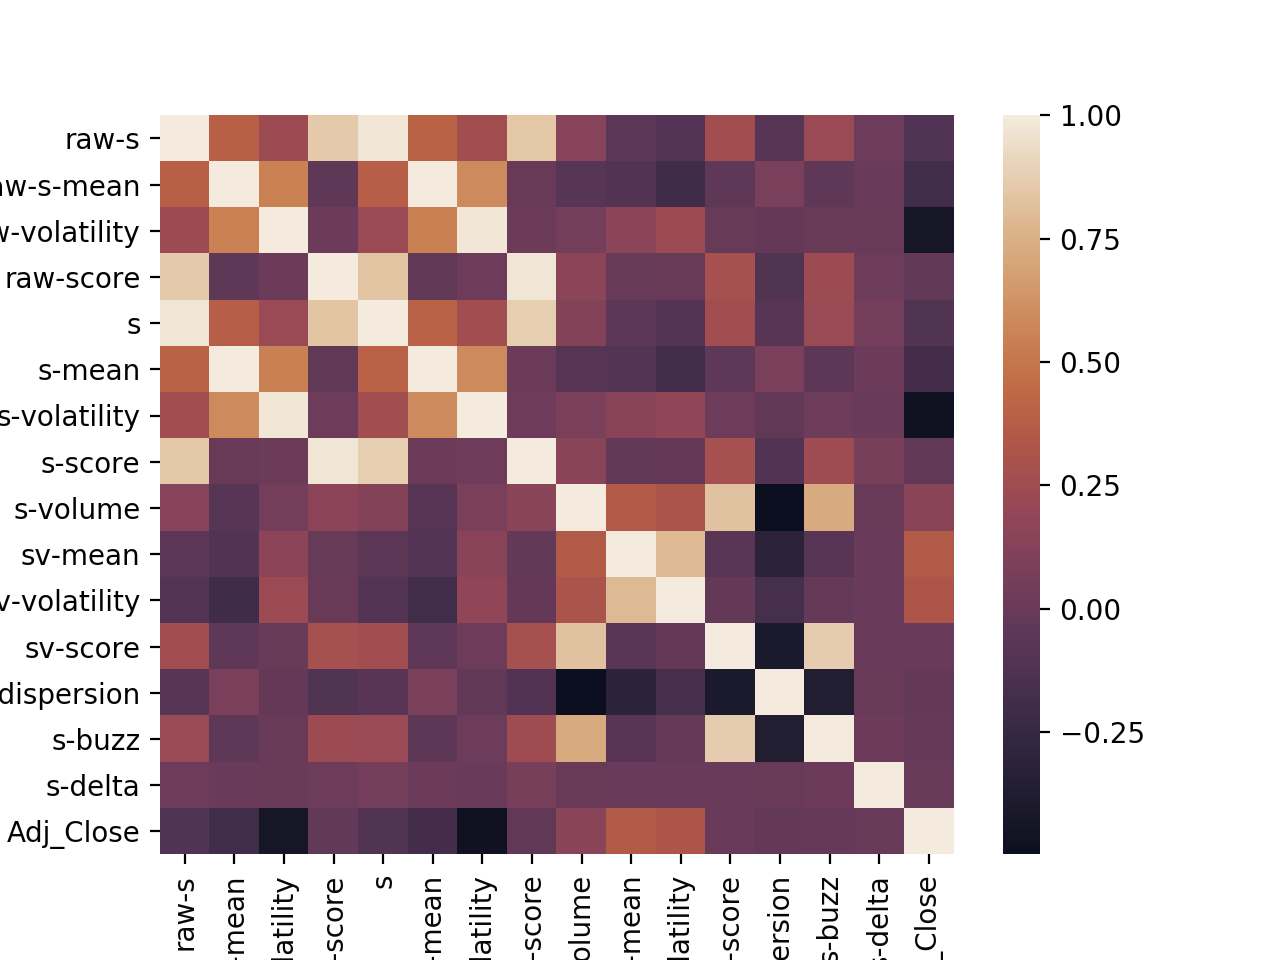 raw-s
aw-s-mean
w-volatility
raw-score
s
s-mean
s-volatility
s-score
s-volume
sv-mean
v-volatility
sv-score
dispersion
s-buzz
s-delta
Adj_Close
1.00
0.75
0.50
0.25
0.00
−0.25
raw-s
-mean
latility
-score
s
-mean
latility
-score
olume
-mean
latility
-score
ersion
s-buzz
s-delta
_Close